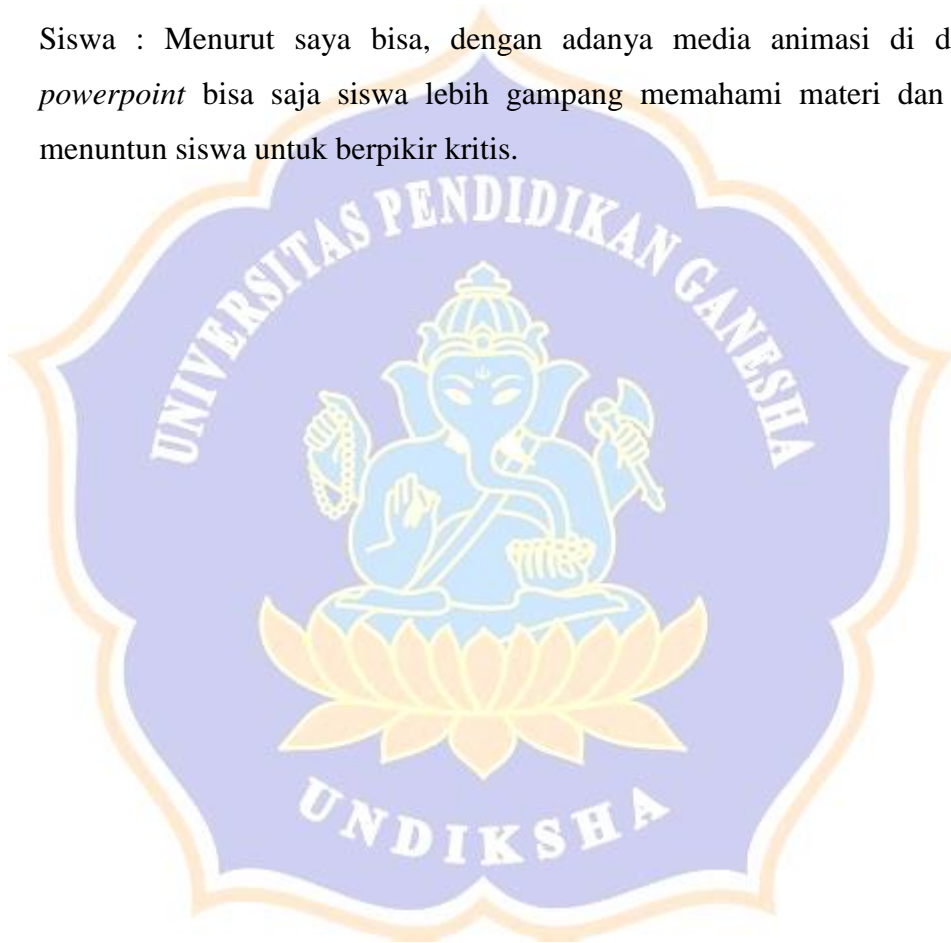 Siswa : Menurut saya bisa, dengan adanya media animasi di d
powerpoint bisa saja siswa lebih gampang memahami materi dan
menuntun siswa untuk berpikir kritis.
UNIVERSITAS PENDIDIKAN GANESHA
UNDIKSHA